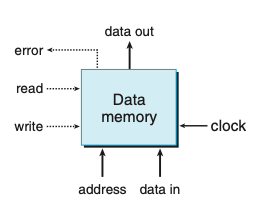 data out
error
read
Data
memory
write
clock
address
data in